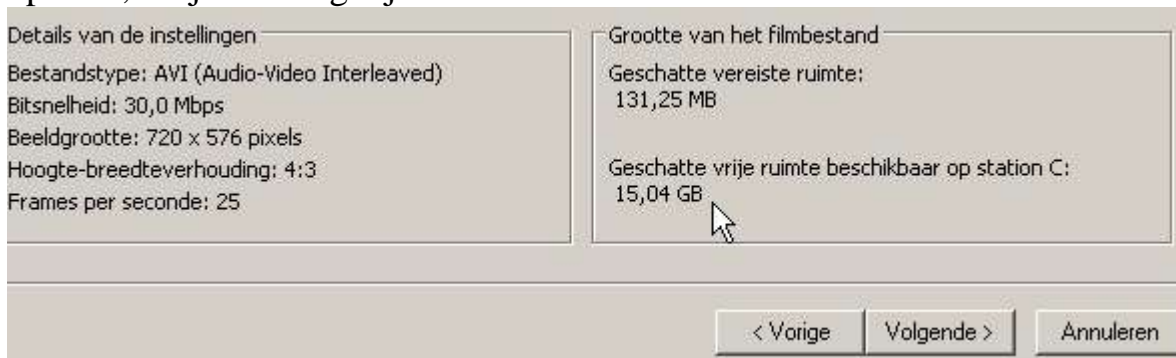 Details van de instellingen
Bestandstype: AVI (Audio-Video Interleaved)
Bitsnelheid: 30,0 Mbps
Beeldgrootte: 720 x 576 pixels
Hoogte-breedteverhouding: 4:3
Frames per seconde: 25
Grootte van het filmbestand
Geschatte vereiste ruimte:
131,25 MB
Geschatte vrije ruimte beschikbaar op station C:
15,04 GB
< Vorige
Volgende >
Annuleren